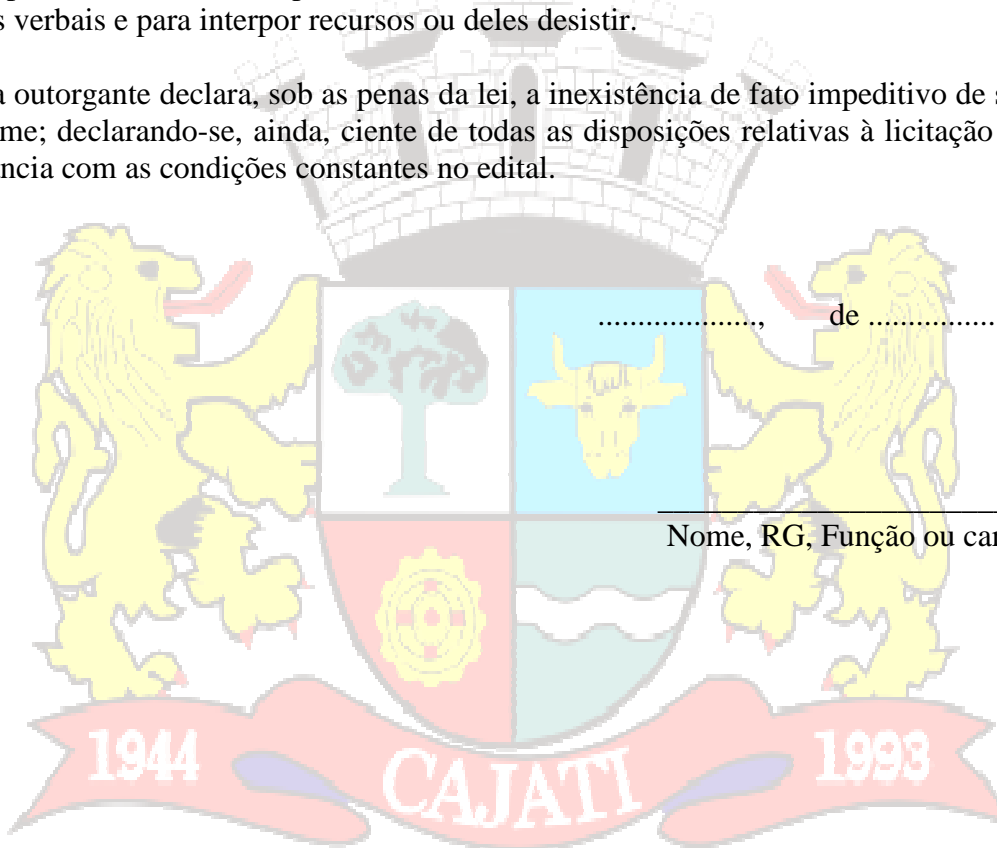 s verbais e para interpor recursos ou deles desistir.
a outorgante declara, sob as penas da lei, a inexistência de fato impeditivo de s
me; declarando-se, ainda, ciente de todas as disposições relativas à licitação
ância com as condições constantes no edital.
...................., de ................
Nome, RG, Função ou car
1944 CAJATI 1993